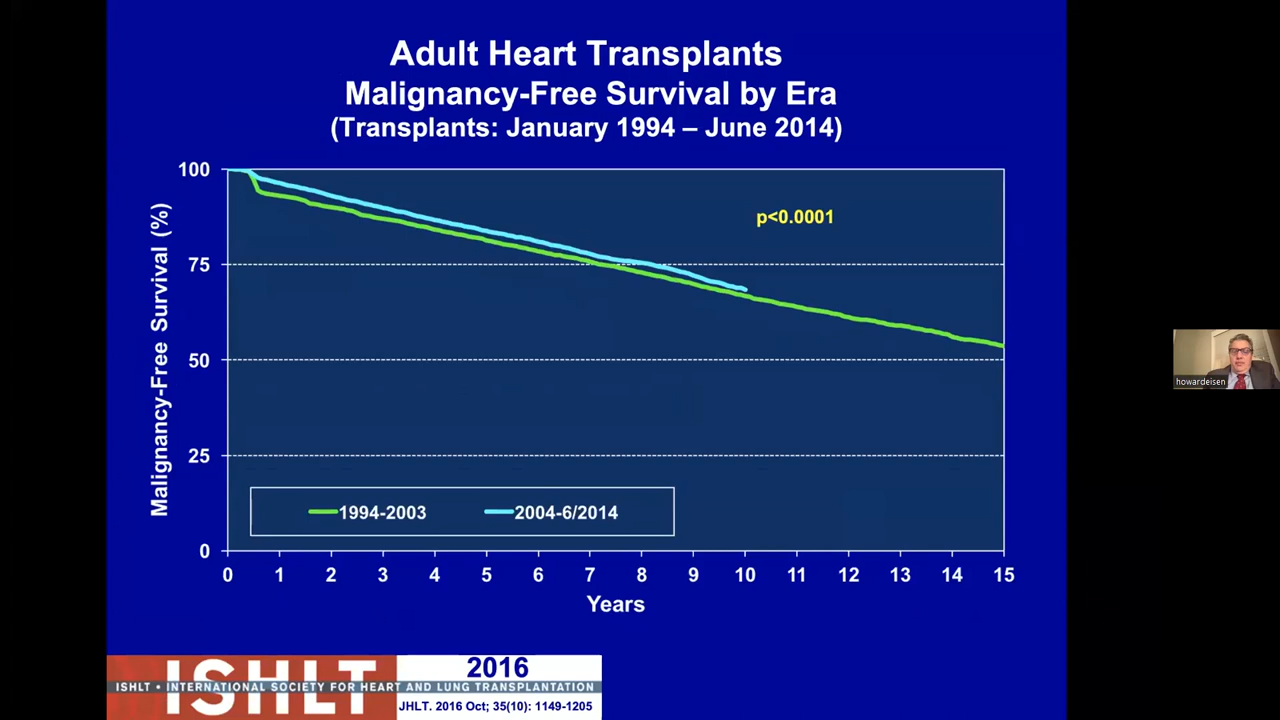 Adult Heart Transplants
Malignancy-Free Survival by Era
(Transplants: January 1994 – June 2014)
Malignancy-Free Survival (%)
100
75
50
25
0
p<0.0001
1994-2003
2004-6/2014
0 1 2 3 4 5 6 7 8 9 10 11 12 13 14 15
Years
howardeisen
ISHLT
ISHLT • INTERNATIONAL SOCIETY FOR HEART AND LUNG TRANSPLANTATION
2016
JHLT. 2016 Oct; 35(10): 1149-1205